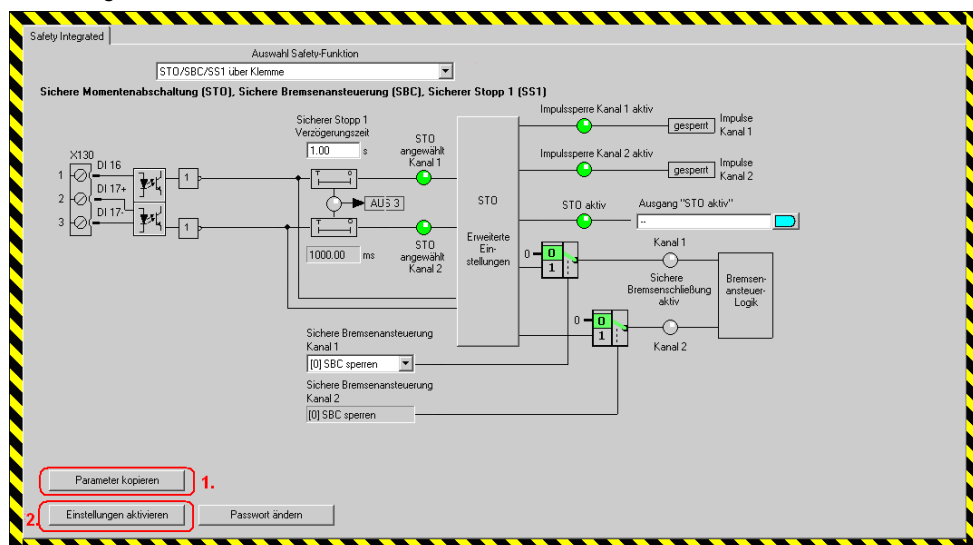 Safety Integrated
Auswahl Safety-Funktion
STO/SBC/SS1 über Klemme
Sichere Momentenabschaltung (STO), Sichere Bremsenansteuerung (SBC), Sicherer Stopp 1 (SS1)
Sicherer Stopp 1
Verzögerungszeit
1.00 s
STO
angewählt
Kanal 1
Impulssperre Kanal 1 aktiv
gesperrt
Impulse
Kanal 1
X130
1
DI 16
2
DI 17+
3
DI 17-
1
1
T 0
AUS 3
T 0
1000.00 ms
STO
angewählt
Kanal 2
STO
Erweiterte
Ein-
stellungen
Impulssperre Kanal 2 aktiv
gesperrt
Impulse
Kanal 2
STO aktiv
Ausgang "STO aktiv"
--
0
0
1
Kanal 1
Sichere
Bremsenschließung
aktiv
Bremsen-
ansteuer-
Logik
0
0
1
Kanal 2
Sichere Bremsenansteuerung
Kanal 1
[0] SBC sperren
Sichere Bremsenansteuerung
Kanal 2
[0] SBC sperren
Parameter kopieren
1.
2.
Einstellungen aktivieren
Passwort ändern